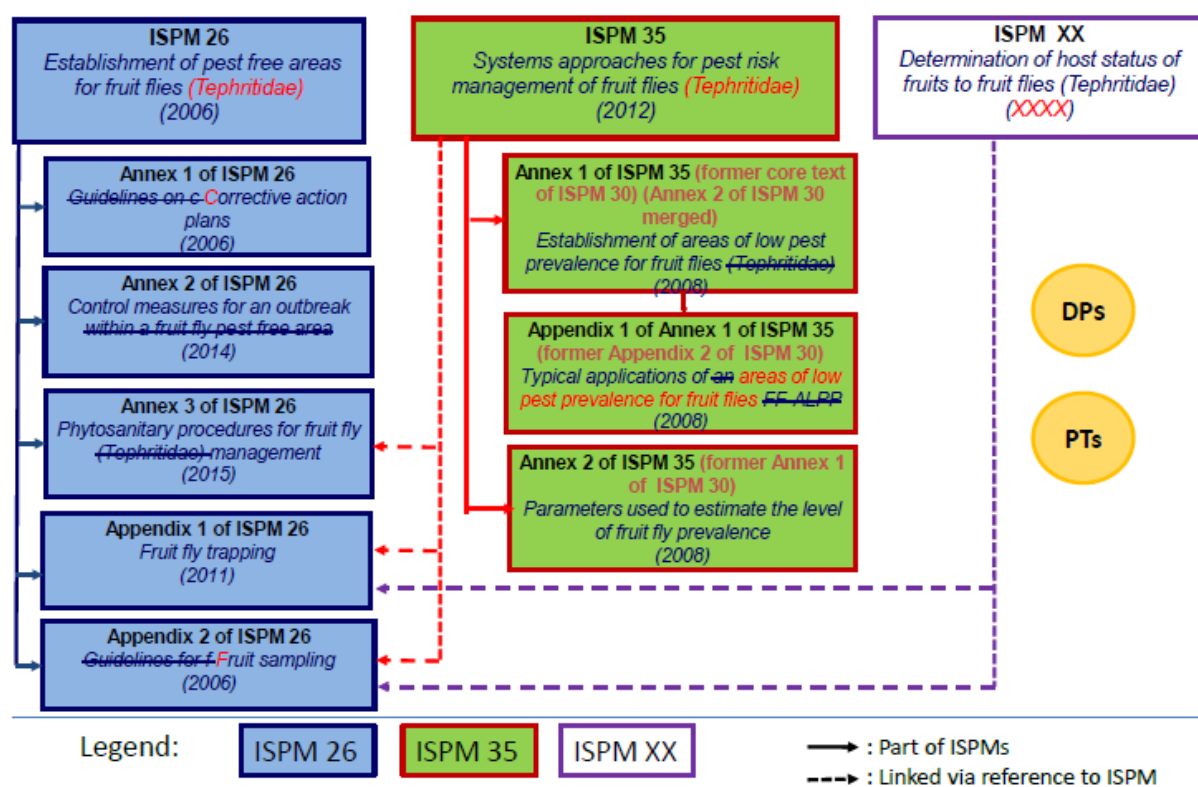 ISPM 26
Establishment of pest free areas
for fruit flies (Tephritidae)
(2006)
Annex 1 of ISPM 26
Guidelines on c Corrective action
plans
(2006)
Annex 2 of ISPM 26
Control measures for an outbreak
within a fruit fly pest free area
(2014)
Annex 3 of ISPM 26
Phytosanitary procedures for fruit fly
(Tephritidae) management
(2015)
Appendix 1 of ISPM 26
Fruit fly trapping
(2011)
Appendix 2 of ISPM 26
Guidelines for f Fruit sampling
(2006)
ISPM 35
Systems approaches for pest risk
management of fruit flies (Tephritidae)
(2012)
Annex 1 of ISPM 35 (former core text
of ISPM 30) (Annex 2 of ISPM 30
merged)
Establishment of areas of low pest
prevalence for fruit flies (Tephritidae)
(2008)
Appendix 1 of Annex 1 of ISPM 35
(former Appendix 2 of ISPM 30)
Typical applications of an areas of low
pest prevalence for fruit flies FF-ALPP
(2008)
Annex 2 of ISPM 35 (former Annex 1
of ISPM 30)
Parameters used to estimate the level
of fruit fly prevalence
(2008)
ISPM XX
Determination of host status of
fruits to fruit flies (Tephritidae)
(XXXX)
DPs
PTs
Legend:
ISPM 26
ISPM 35
ISPM XX
: Part of ISPMs
: Linked via reference to ISPM